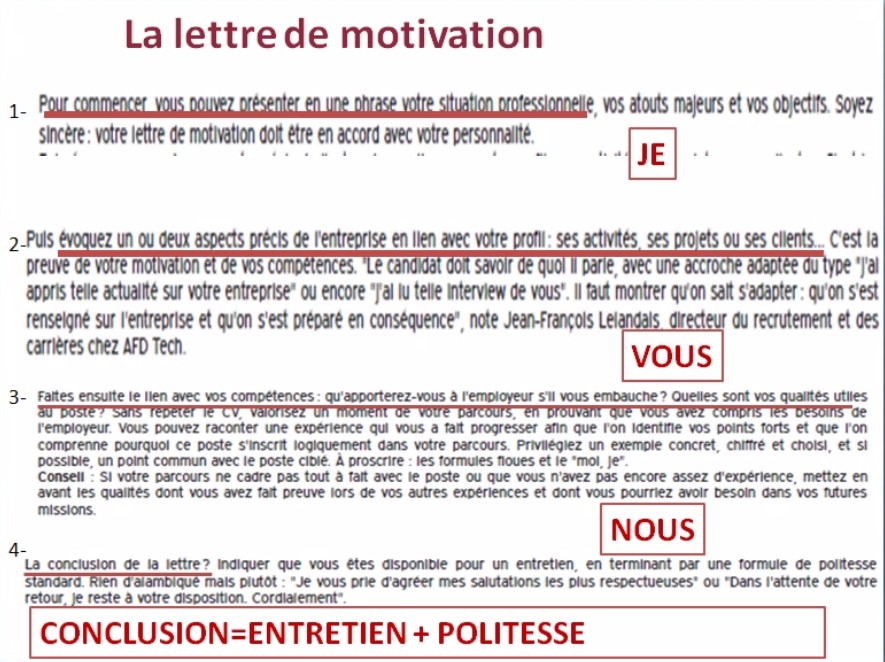 La lettre de motivation
1- Pour commencer vous pouvez présenter en une phrase votre situation professionnelle, vos atouts majeurs et vos objectifs. Soyez
sincère : votre lettre de motivation doit être en accord avec votre personnalité.
JE
2- Puis évoquez un ou deux aspects précis de l'entreprise en lien avec votre profil : ses activités, ses projets ou ses clients... C'est la
preuve de votre motivation et de vos compétences. "Le candidat doit savoir de quoi il parle, avec une accroche adaptée du type "j'ai
appris telle actualité sur votre entreprise" ou encore "j'ai lu telle interview de vous". Il faut montrer qu'on sait s'adapter : qu'on s'est
renseigné sur l'entreprise et qu'on s'est préparé en conséquence", note Jean-François Lelandais, directeur du recrutement et des
carrières chez AFD Tech.
VOUS
3- Faites ensuite le lien avec vos compétences : qu'apporterez-vous à l'employeur s'il vous embauche ? Quelles sont vos qualités utiles
au poste ? Sans répéter le CV, valorisez un moment de votre parcours, en prouvant que vous avez compris les besoins de
l'employeur. Vous pouvez raconter une expérience qui vous a fait progresser afin que l'on identifie vos points forts et que l'on
comprenne pourquoi ce poste s'inscrit logiquement dans votre parcours. Privilégiez un exemple concret, chiffré et choisi, et si
possible, un point commun avec le poste ciblé. À proscrire : les formules floues et le "moi, je".
Conseil : Si votre parcours ne cadre pas tout à fait avec le poste ou que vous n'avez pas encore assez d'expérience, mettez en
avant les qualités dont vous avez fait preuve lors de vos autres expériences et dont vous pourriez avoir besoin dans vos futures
missions.
NOUS
4-
La conclusion de la lettre ? Indiquer que vous êtes disponible pour un entretien, en terminant par une formule de politesse
standard. Rien d'alambiqué mais plutôt : "Je vous prie d'agréer mes salutations les plus respectueuses" ou "Dans l'attente de votre
retour, je reste à votre disposition. Cordialement".
CONCLUSION=ENTRETIEN + POLITESSE